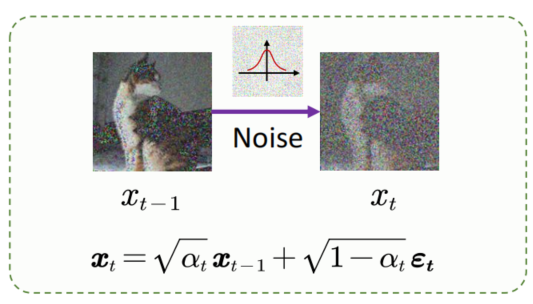 Noise
x_{t-1} x_t
x_t = √α_t x_{t-1} + √1-α_t ε_t